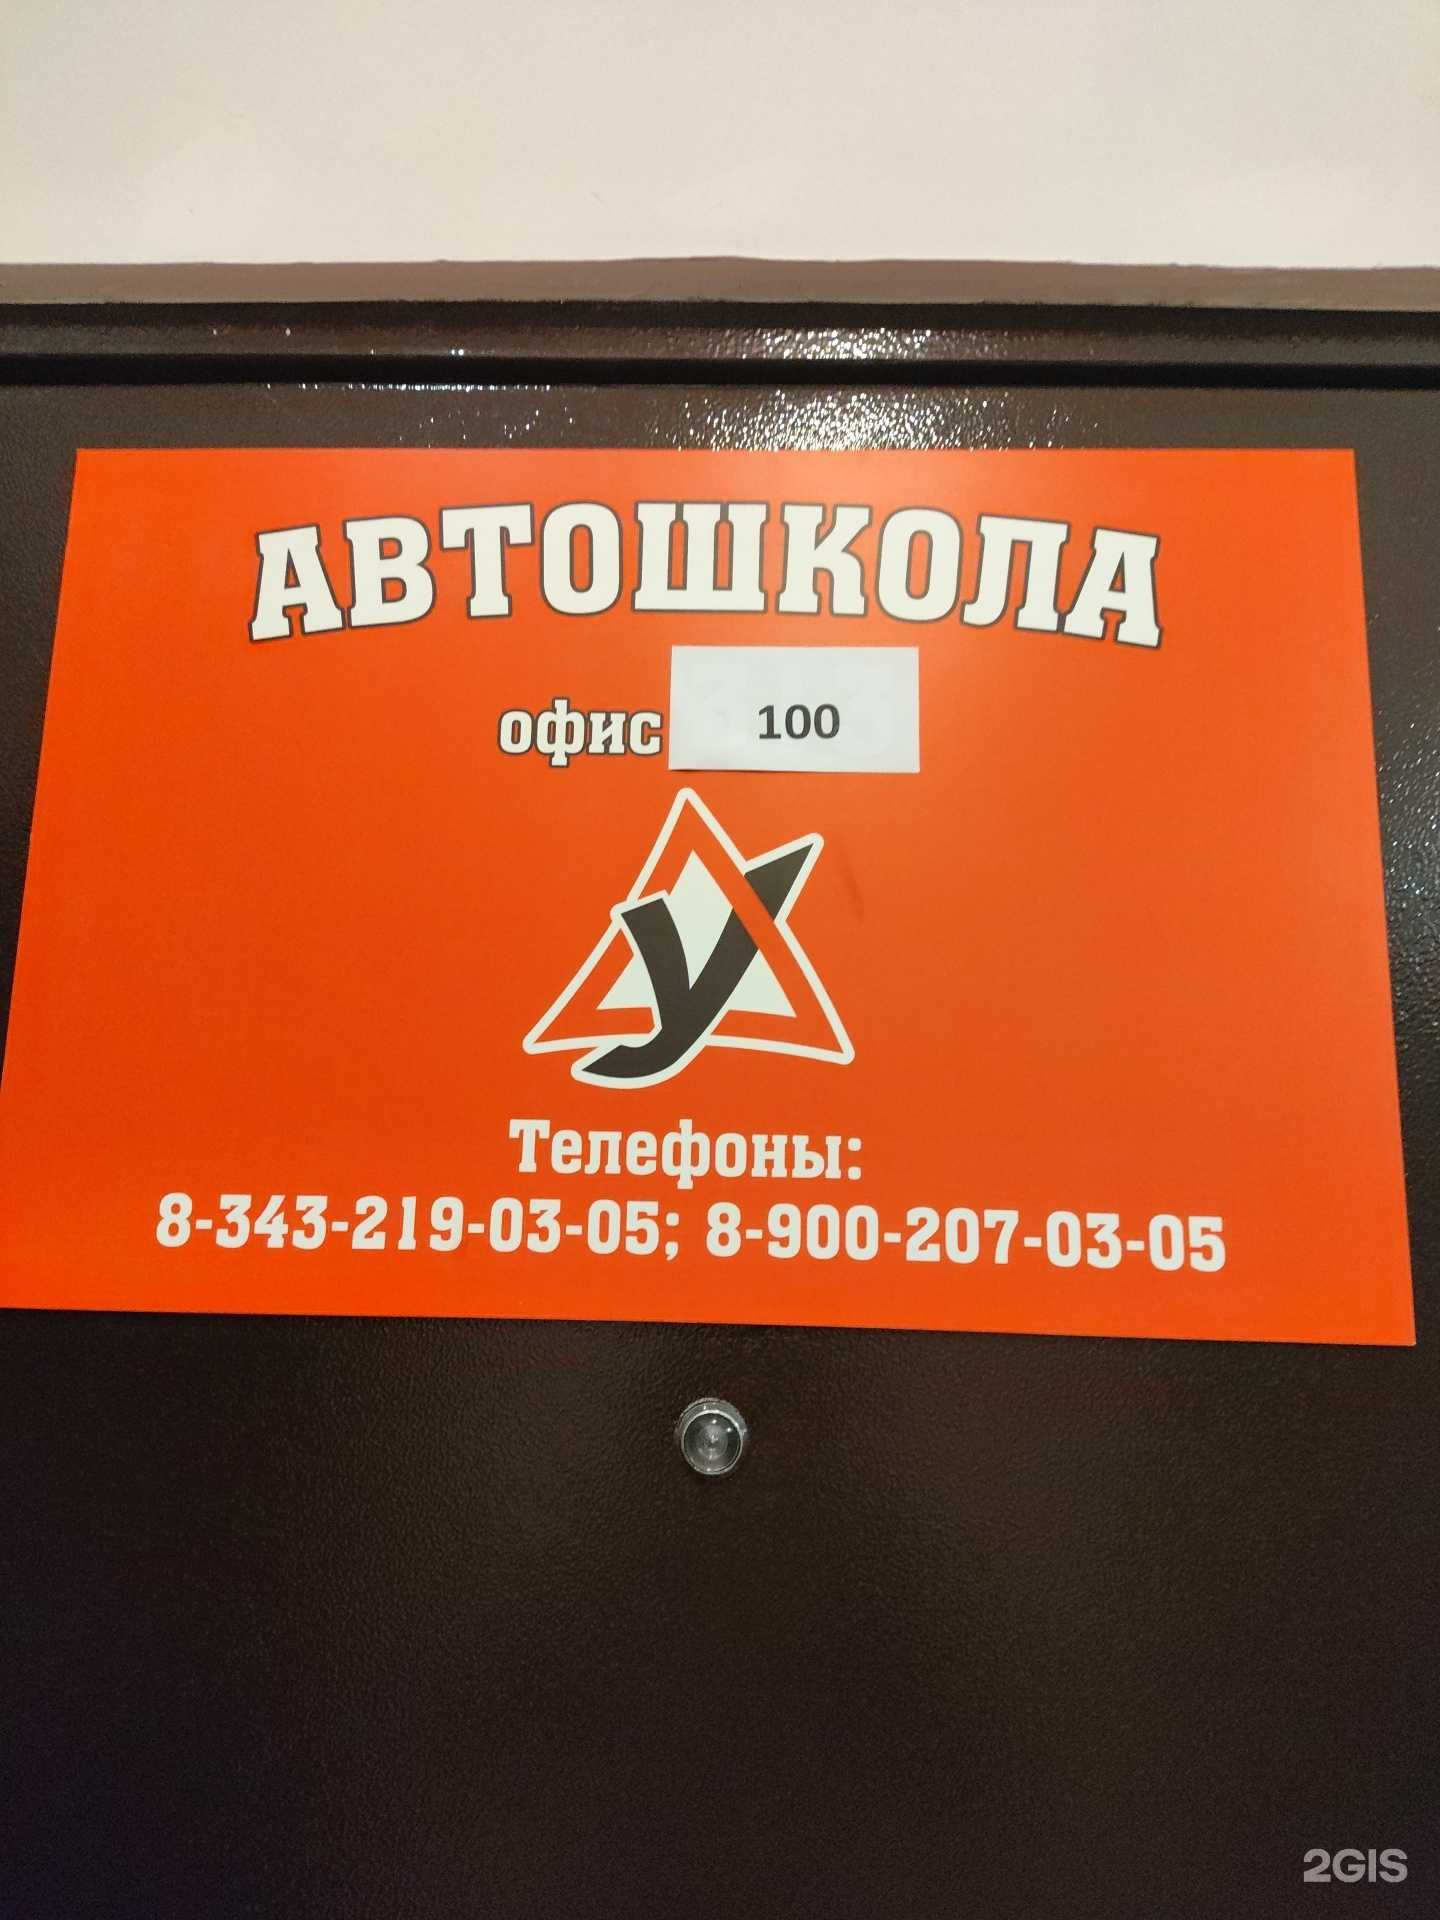 АВТОШКОЛА
офис 100
У
Телефоны:
8-343-219-03-05; 8-900-207-03-05
2GIS